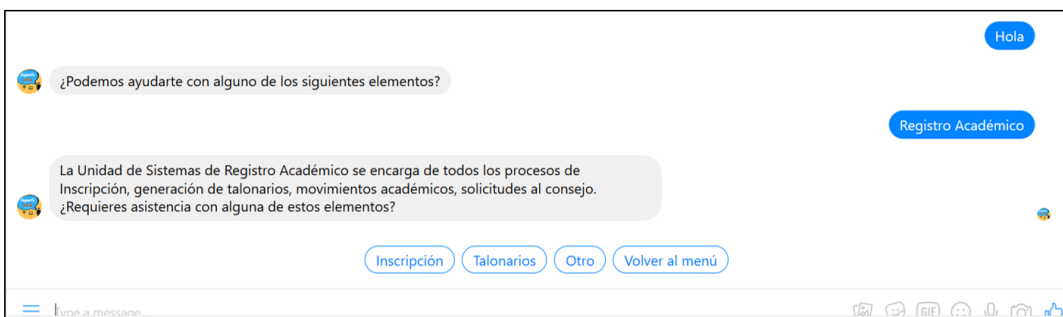 Hola
¿Podemos ayudarte con alguno de los siguientes elementos?
Registro Académico
La Unidad de Sistemas de Registro Académico se encarga de todos los procesos de
Inscripción, generación de talonarios, movimientos académicos, solicitudes al consejo.
¿Requieres asistencia con alguna de estos elementos?
Inscripción Talonarios Otro Volver al menú
Type a message GIF